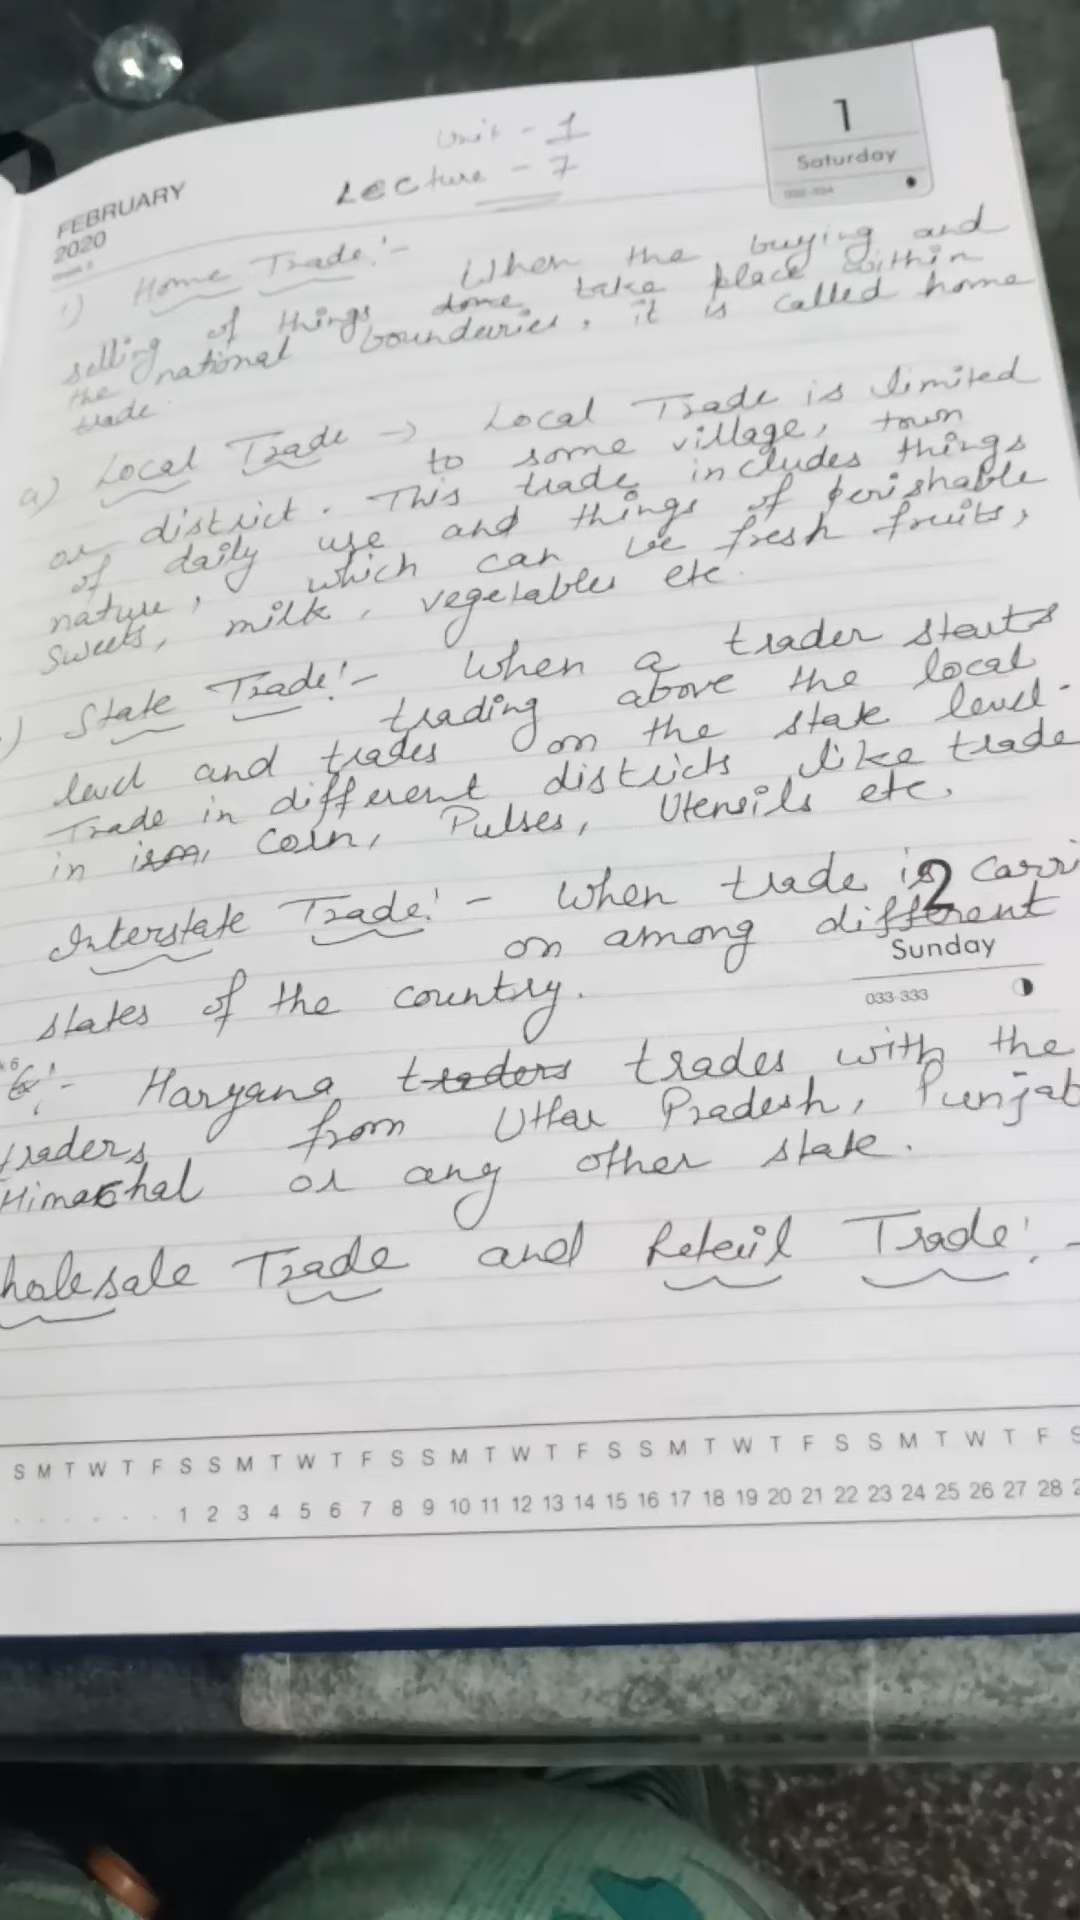 FEBRUARY
2020
1
Saturday
Unit - 1
Lecture - 7
1) Home Trade :- When the buying and
selling of things done take place within
the national boundaries, it is called home
trade.
a) Local Trade → Local Trade is limited
to some village, town
or district. This trade includes things
of daily use and things of perishable
nature, which can be fresh fruits,
sweets, milk, vegetables etc.
) State Trade :- When a trader starts
trading above the local
level and trades on the state level.
Trade in different districts like trade
in Corn, Pulses, Utensils etc.
Interstate Trade :- When trade is carri
on among different
states of the country.
2
Sunday
033-333
Haryana traders trades with the
traders from Uttar Pradesh, Punjab
Himachal or any other state.
holesale Trade and Retail Trade :-
S M T W T F S S M T W T F S S M T W T F S S M T W T F S S M T W T F S
1 2 3 4 5 6 7 8 9 10 11 12 13 14 15 16 17 18 19 20 21 22 23 24 25 26 27 28 2